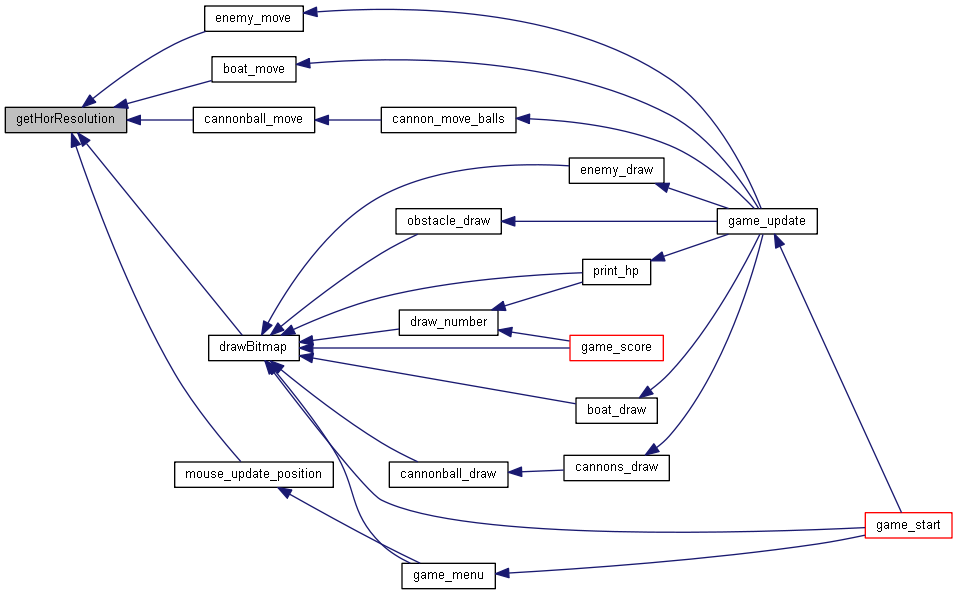 enemy_move
boat_move
getHorResolution
cannonball_move
cannon_move_balls
enemy_draw
obstacle_draw
game_update
print_hp
draw_number
drawBitmap
game_score
boat_draw
mouse_update_position
cannonball_draw
cannons_draw
game_start
game_menu